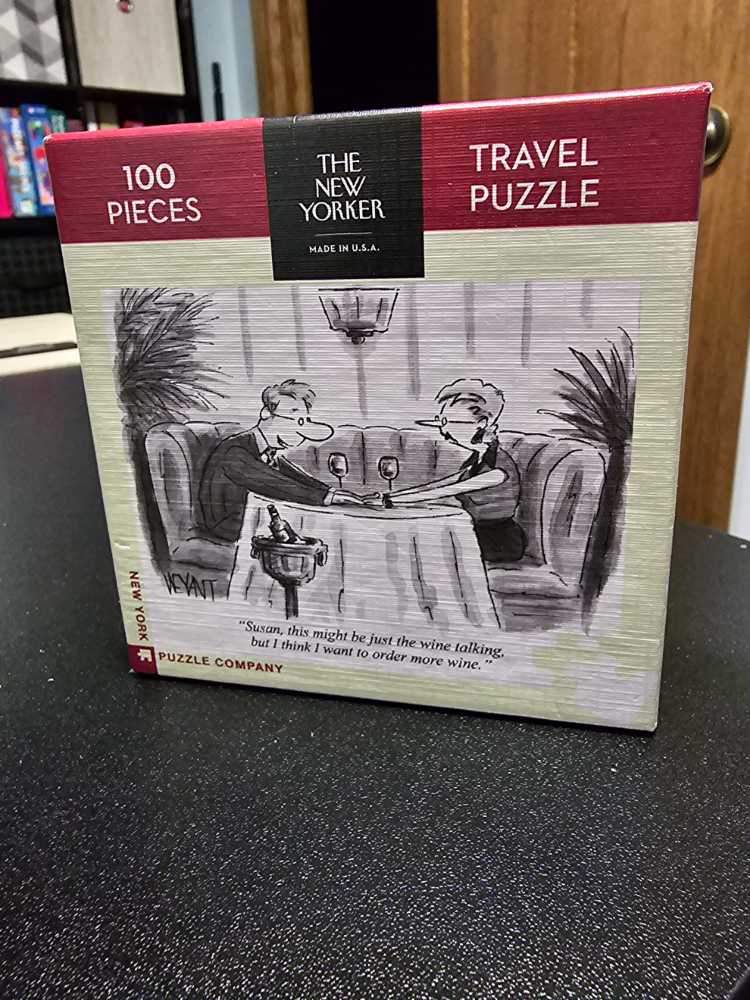 100
PIECES
THE
NEW
YORKER
MADE IN U.S.A.
TRAVEL
PUZZLE
WEYANT
"Susan, this might be just the wine talking,
but I think I want to order more wine."
NEW YORK
PUZZLE COMPANY